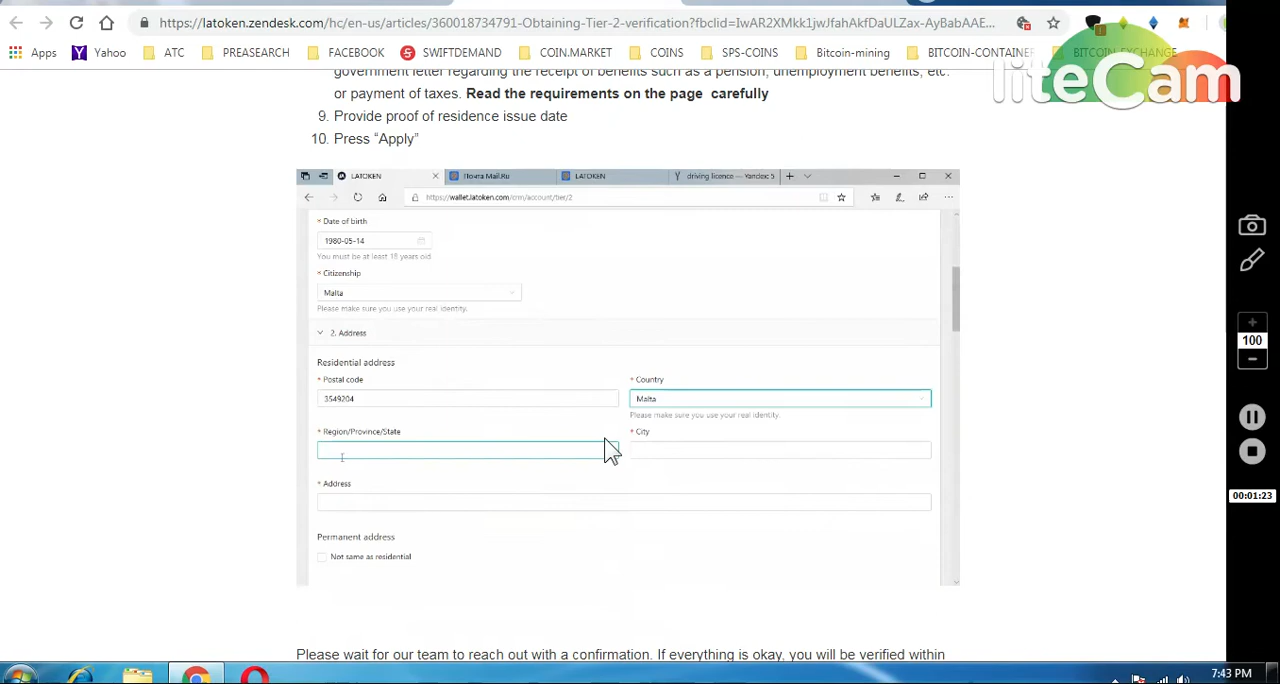 https://latoken.zendesk.com/hc/en-us/articles/360018734791-Obtaining-Tier-2-verification?fbclid=IwAR2XMkk1jwJfahAkfDaULZax-AyBabAAE...
Apps Yahoo ATC PREASEARCH FACEBOOK SWIFTDEMAND COIN.MARKET COINS SPS-COINS Bitcoin-mining BITCOIN-CONTAINER BITCOIN-EXCHANGE
liteCam
government letter regarding the receipt of benefits such as a pension, unemployment benefits, etc.
or payment of taxes. Read the requirements on the page carefully
9. Provide proof of residence issue date
10. Press “Apply”
LATOKEN Почта Mail.Ru LATOKEN driving licence — Yandex: 5
https://wallet.latoken.com/crm/account/tier/2
* Date of birth
1980-05-14
You must be at least 18 years old.
* Citizenship
Malta
Please make sure you use your real identity.
2. Address
Residential address
* Postal code * Country
3549204 Malta
Please make sure you use your real identity.
* Region/Province/State * City
* Address
Permanent address
Not same as residential
100
00:01:23
Please wait for our team to reach out with a confirmation. If everything is okay, you will be verified within
7:43 PM